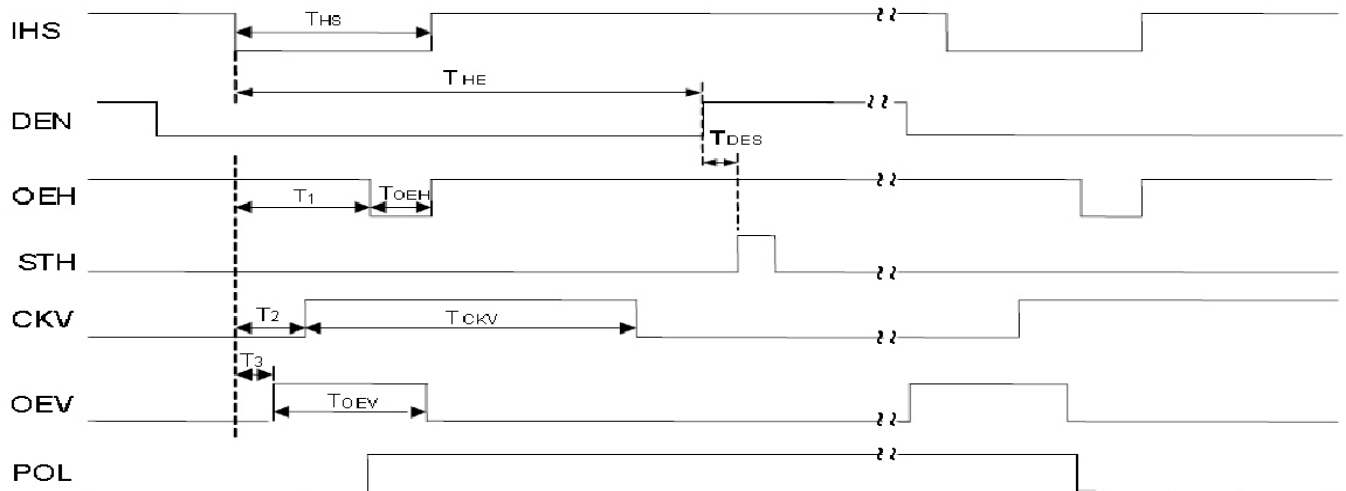 IHS THS
THE
DEN
TDES
OEH T1 TOEH
STH
CKV T2 TCKV
T3
OEV TOEV
POL